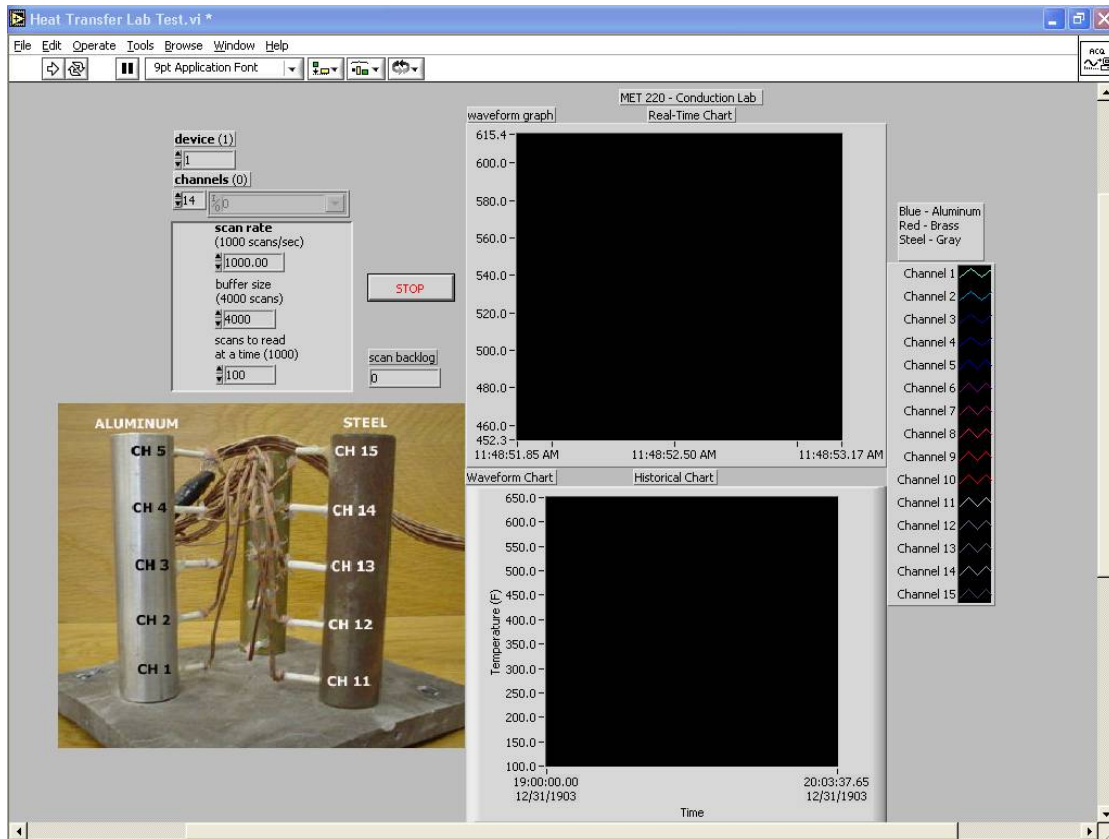 Heat Transfer Lab Test.vi *
File Edit Operate Tools Browse Window Help
9pt Application Font
ACQ
MET 220 - Conduction Lab
waveform graph
Real-Time Chart
device (1)
1
channels (0)
14
0
scan rate
(1000 scans/sec)
1000.00
buffer size
(4000 scans)
4000
scans to read
at a time (1000)
100
STOP
scan backlog
0
615.4
600.0
580.0
560.0
540.0
520.0
500.0
480.0
460.0
452.3
11:48:51.85 AM 11:48:52.50 AM 11:48:53.17 AM
Blue - Aluminum
Red - Brass
Steel - Gray
Channel 1
Channel 2
Channel 3
Channel 4
Channel 5
Channel 6
Channel 7
Channel 8
Channel 9
Channel 10
Channel 11
Channel 12
Channel 13
Channel 14
Channel 15
ALUMINUM STEEL
CH 5 CH 15
CH 4 CH 14
CH 3 CH 13
CH 2 CH 12
CH 1 CH 11
Waveform Chart
Historical Chart
Temperature (F)
650.0
600.0
550.0
500.0
450.0
400.0
350.0
300.0
250.0
200.0
150.0
100.0
19:00:00.00 20:03:37.65
12/31/1903 12/31/1903
Time